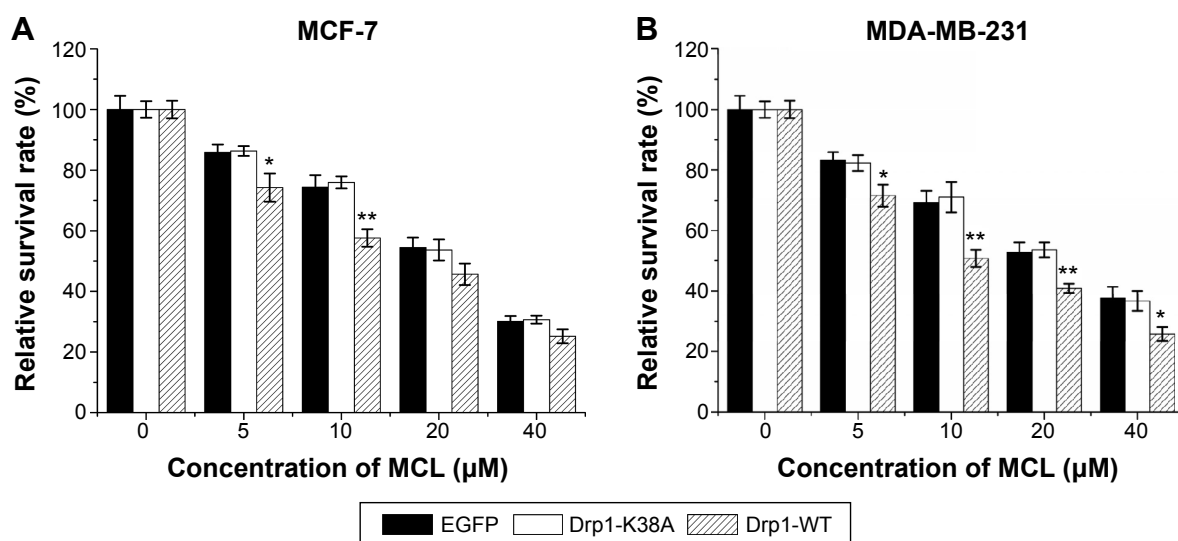 A MCF-7
Relative survival rate (%)
120
100
80
60
40
20
0
*
**
0 5 10 20 40
Concentration of MCL (µM)
B MDA-MB-231
Relative survival rate (%)
120
100
80
60
40
20
0
*
**
**
*
0 5 10 20 40
Concentration of MCL (µM)
EGFP Drp1-K38A Drp1-WT